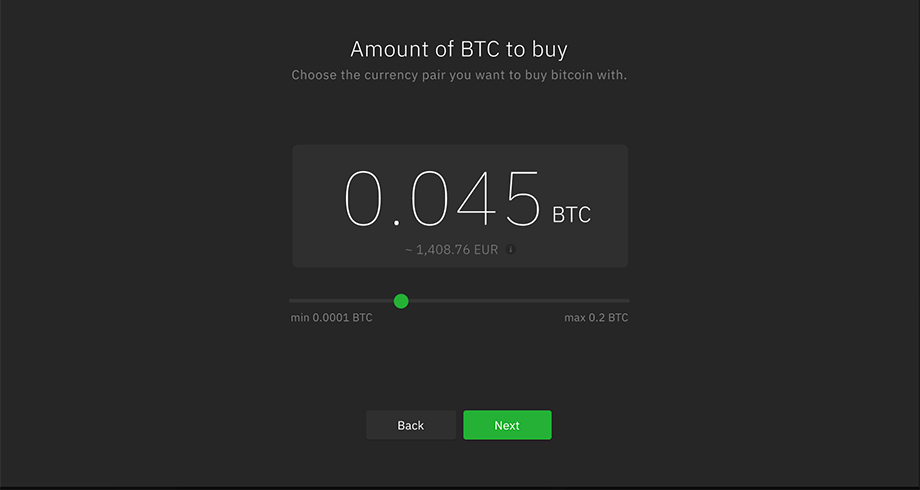 Amount of BTC to buy
Choose the currency pair you want to buy bitcoin with.
0.045 BTC
~ 1,408.76 EUR i
min 0.0001 BTC max 0.2 BTC
Back Next